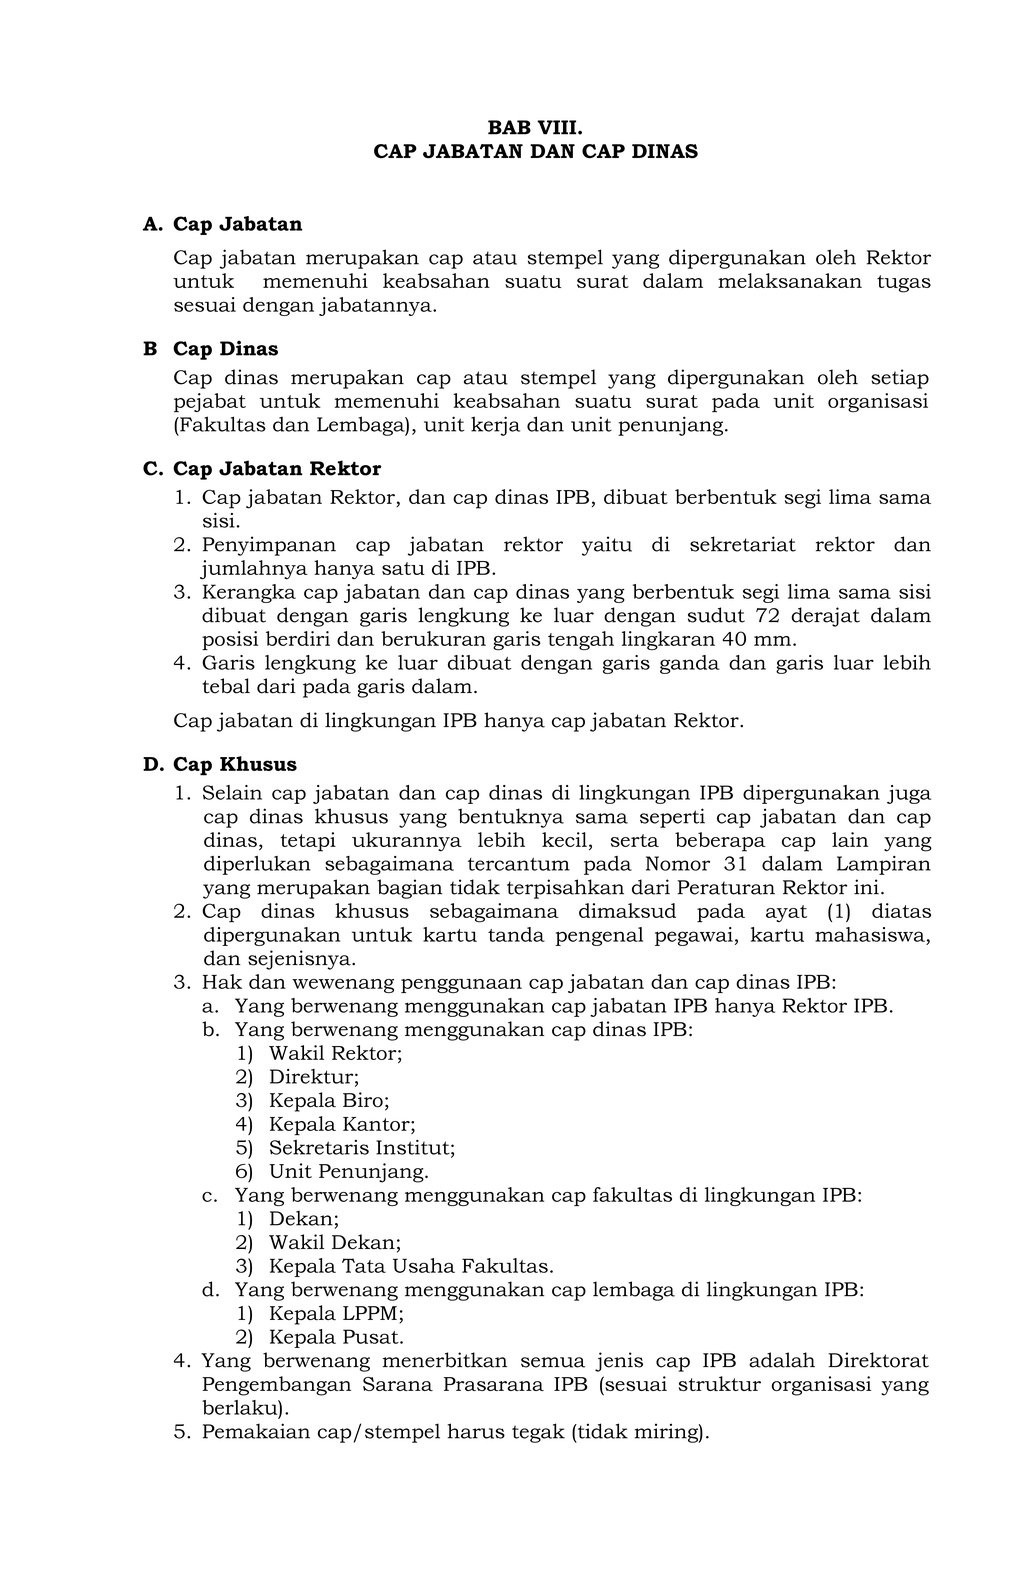 BAB VIII.
CAP JABATAN DAN CAP DINAS
A. Cap Jabatan
Cap jabatan merupakan cap atau stempel yang dipergunakan oleh Rektor
untuk memenuhi keabsahan suatu surat dalam melaksanakan tugas
sesuai dengan jabatannya.
B Cap Dinas
Cap dinas merupakan cap atau stempel yang dipergunakan oleh setiap
pejabat untuk memenuhi keabsahan suatu surat pada unit organisasi
(Fakultas dan Lembaga), unit kerja dan unit penunjang.
C. Cap Jabatan Rektor
1. Cap jabatan Rektor, dan cap dinas IPB, dibuat berbentuk segi lima sama
sisi.
2. Penyimpanan cap jabatan rektor yaitu di sekretariat rektor dan
jumlahnya hanya satu di IPB.
3. Kerangka cap jabatan dan cap dinas yang berbentuk segi lima sama sisi
dibuat dengan garis lengkung ke luar dengan sudut 72 derajat dalam
posisi berdiri dan berukuran garis tengah lingkaran 40 mm.
4. Garis lengkung ke luar dibuat dengan garis ganda dan garis luar lebih
tebal dari pada garis dalam.
Cap jabatan di lingkungan IPB hanya cap jabatan Rektor.
D. Cap Khusus
1. Selain cap jabatan dan cap dinas di lingkungan IPB dipergunakan juga
cap dinas khusus yang bentuknya sama seperti cap jabatan dan cap
dinas, tetapi ukurannya lebih kecil, serta beberapa cap lain yang
diperlukan sebagaimana tercantum pada Nomor 31 dalam Lampiran
yang merupakan bagian tidak terpisahkan dari Peraturan Rektor ini.
2. Cap dinas khusus sebagaimana dimaksud pada ayat (1) diatas
dipergunakan untuk kartu tanda pengenal pegawai, kartu mahasiswa,
dan sejenisnya.
3. Hak dan wewenang penggunaan cap jabatan dan cap dinas IPB:
a. Yang berwenang menggunakan cap jabatan IPB hanya Rektor IPB.
b. Yang berwenang menggunakan cap dinas IPB:
1) Wakil Rektor;
2) Direktur;
3) Kepala Biro;
4) Kepala Kantor;
5) Sekretaris Institut;
6) Unit Penunjang.
c. Yang berwenang menggunakan cap fakultas di lingkungan IPB:
1) Dekan;
2) Wakil Dekan;
3) Kepala Tata Usaha Fakultas.
d. Yang berwenang menggunakan cap lembaga di lingkungan IPB:
1) Kepala LPPM;
2) Kepala Pusat.
4. Yang berwenang menerbitkan semua jenis cap IPB adalah Direktorat
Pengembangan Sarana Prasarana IPB (sesuai struktur organisasi yang
berlaku).
5. Pemakaian cap/stempel harus tegak (tidak miring).